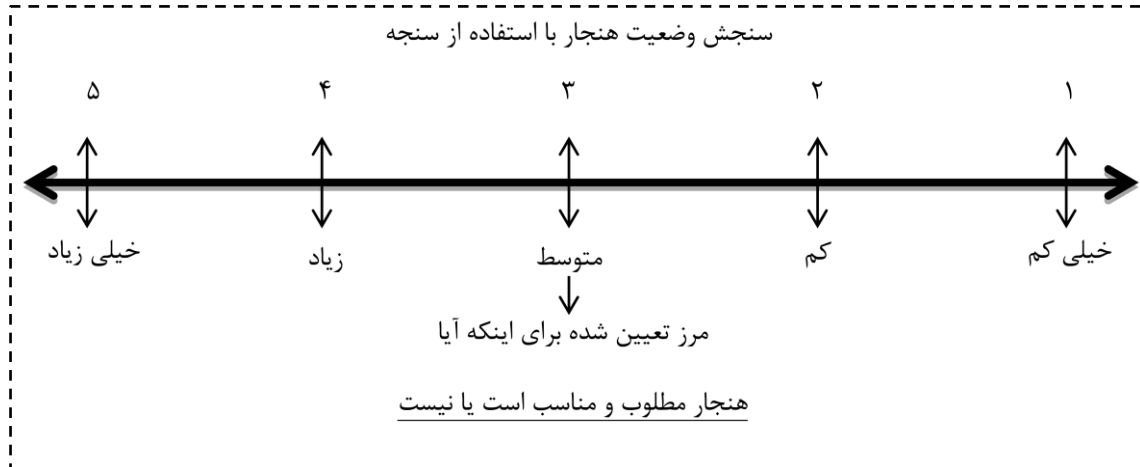 سنجش وضعیت هنجار با استفاده از سنجه
۱ ۲ ۳ ۴ ۵
خیلی کم کم متوسط زیاد خیلی زیاد
مرز تعیین شده برای اینکه آیا
هنجار مطلوب و مناسب است یا نیست